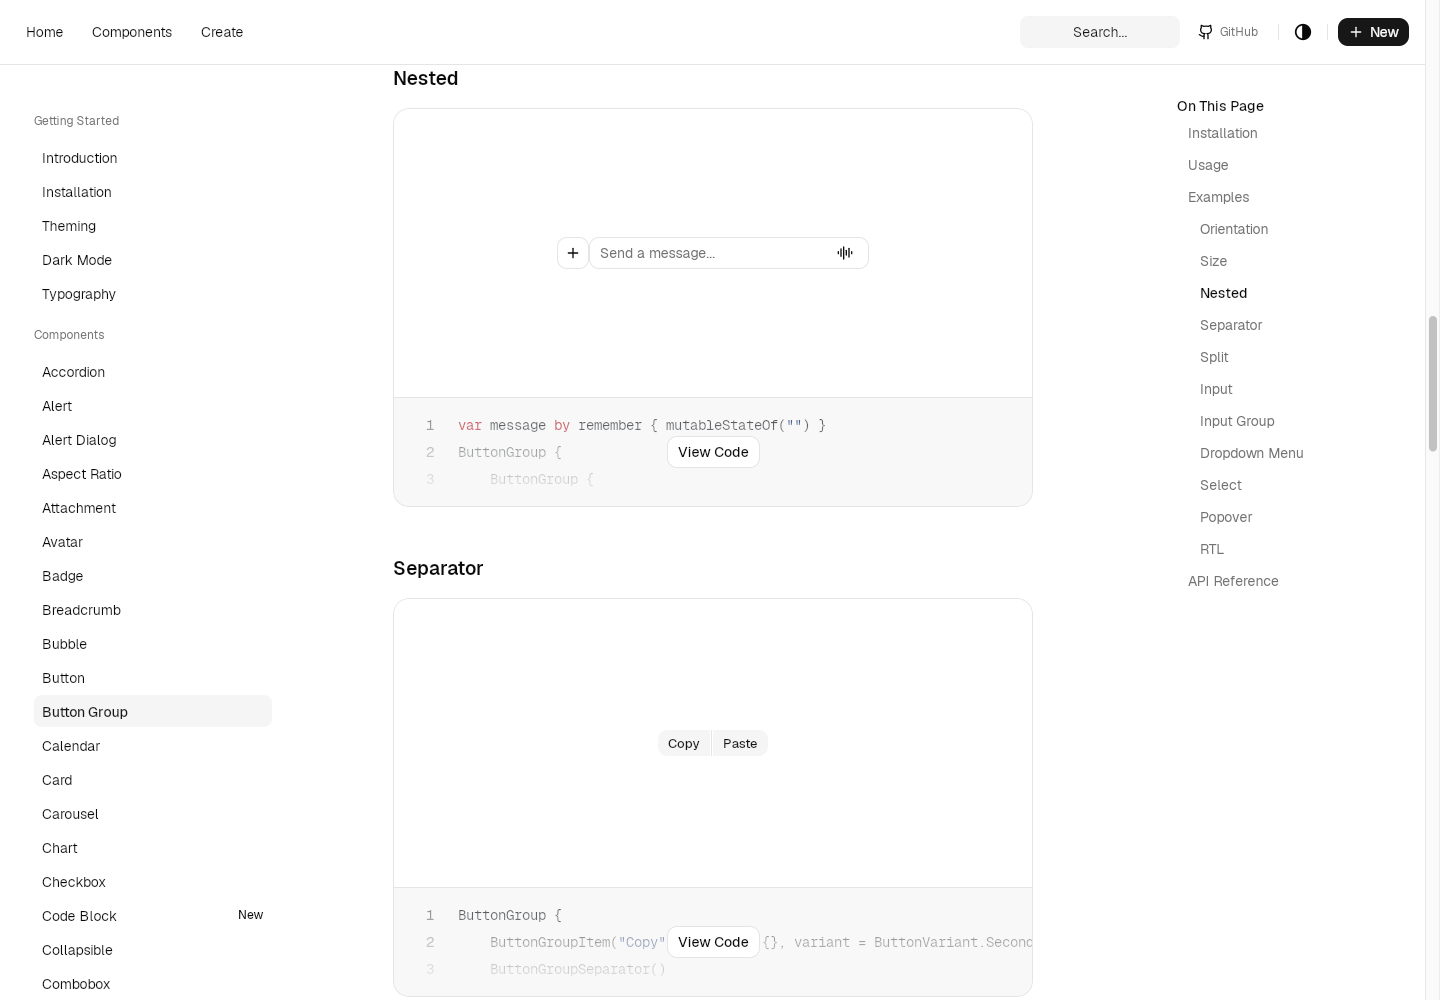 Home
Components
Create
Search...
GitHub
New
Getting Started
Introduction
Installation
Theming
Dark Mode
Typography
Components
Accordion
Alert
Alert Dialog
Aspect Ratio
Attachment
Avatar
Badge
Breadcrumb
Bubble
Button
Button Group
Calendar
Card
Carousel
Chart
Checkbox
Code Block New
Collapsible
Combobox
Nested
Send a message...
1 var message by remember { mutableStateOf("") }
2 ButtonGroup {
View Code
3 ButtonGroup {
Separator
Copy Paste
1 ButtonGroup {
2 ButtonGroupItem("Copy" View Code {}, variant = ButtonVariant.Second
3 ButtonGroupSeparator()
On This Page
Installation
Usage
Examples
Orientation
Size
Nested
Separator
Split
Input
Input Group
Dropdown Menu
Select
Popover
RTL
API Reference